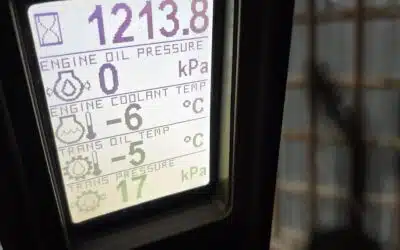 1213.8
ENGINE OIL PRESSURE
0 kPa
ENGINE COOLANT TEMP
-6 °C
TRANS OIL TEMP
-5 °C
TRANS PRESSURE
17 kPa